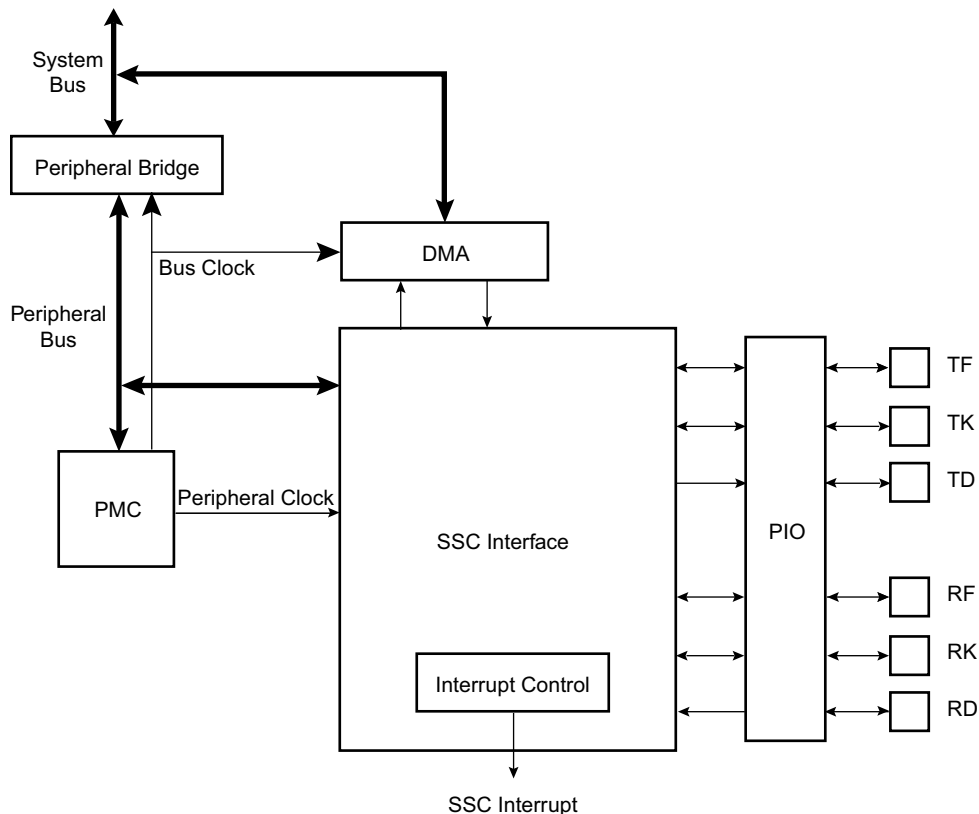 System
Bus
Peripheral Bridge
DMA
Bus Clock
Peripheral
Bus
TF
TK
TD
PMC
Peripheral Clock
SSC Interface
PIO
RF
RK
RD
Interrupt Control
SSC Interrupt